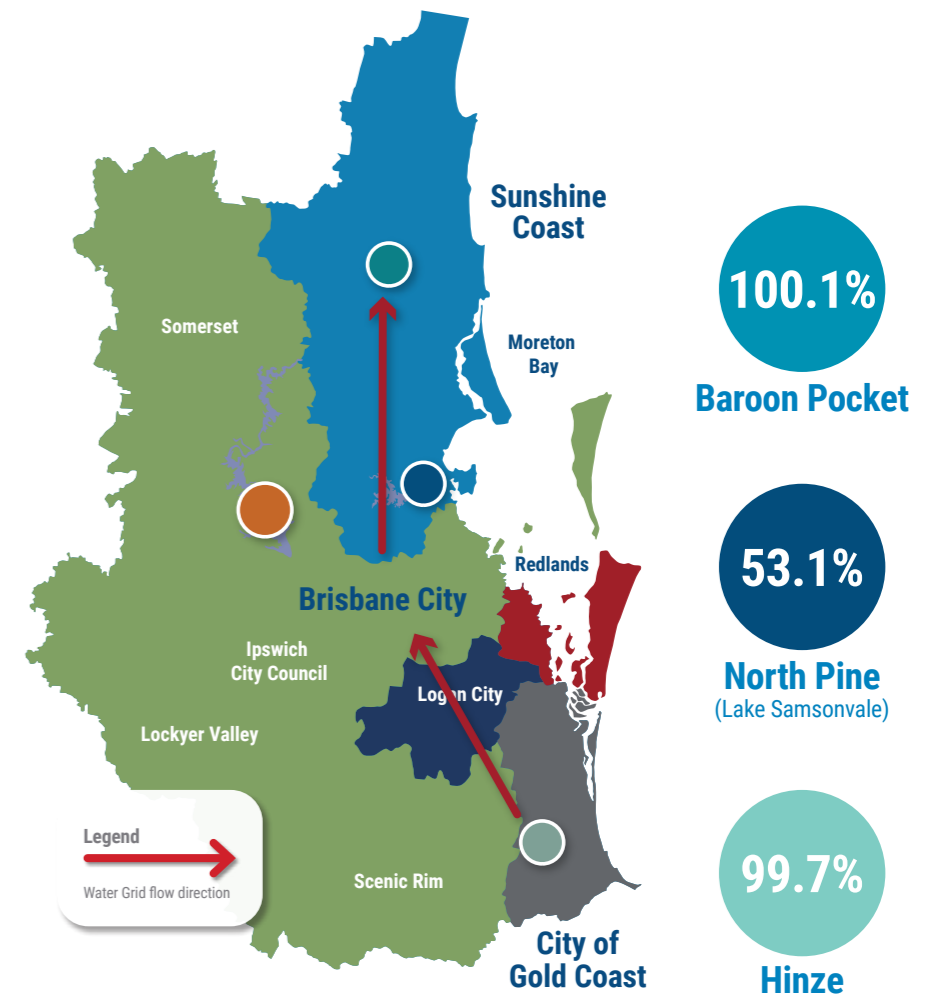 Sunshine
Coast
Somerset
Moreton
Bay
Redlands
Brisbane City
Ipswich
City Council
Logan City
Lockyer Valley
Scenic Rim
City of
Gold Coast
Legend
Water Grid flow direction
100.1%
Baroon Pocket
53.1%
North Pine
(Lake Samsonvale)
99.7%
Hinze